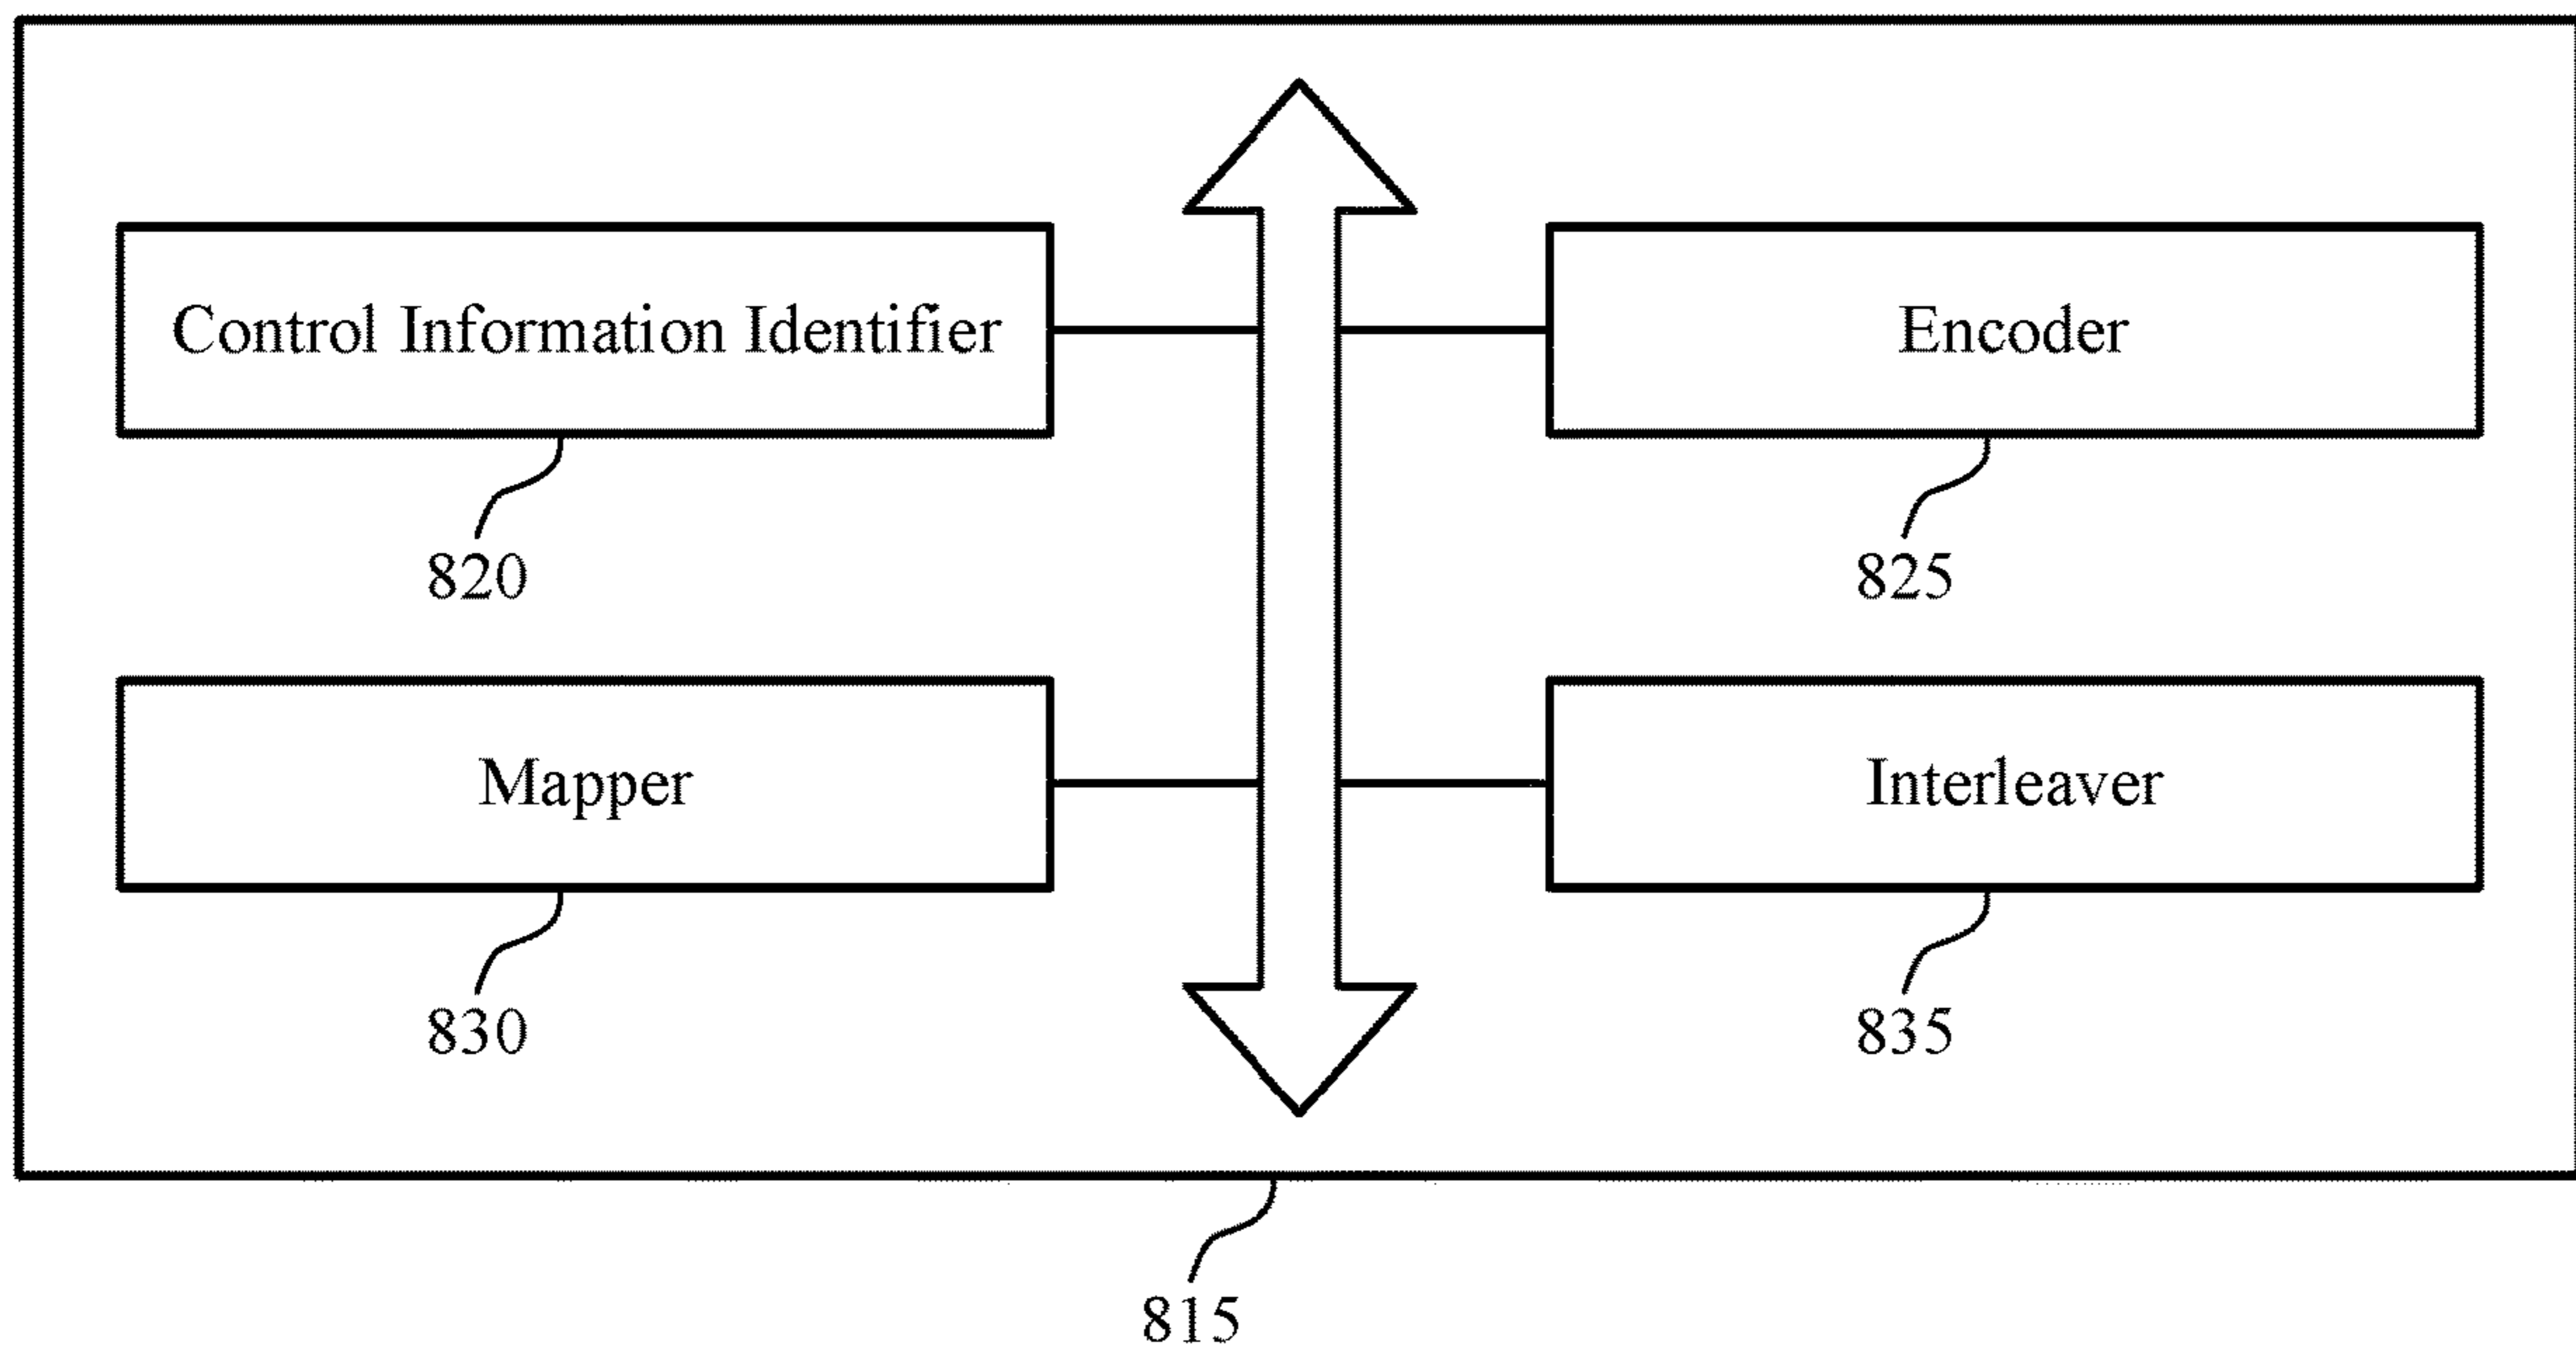 Control Information Identifier
Encoder
820
825
Mapper
Interleaver
830
835
815